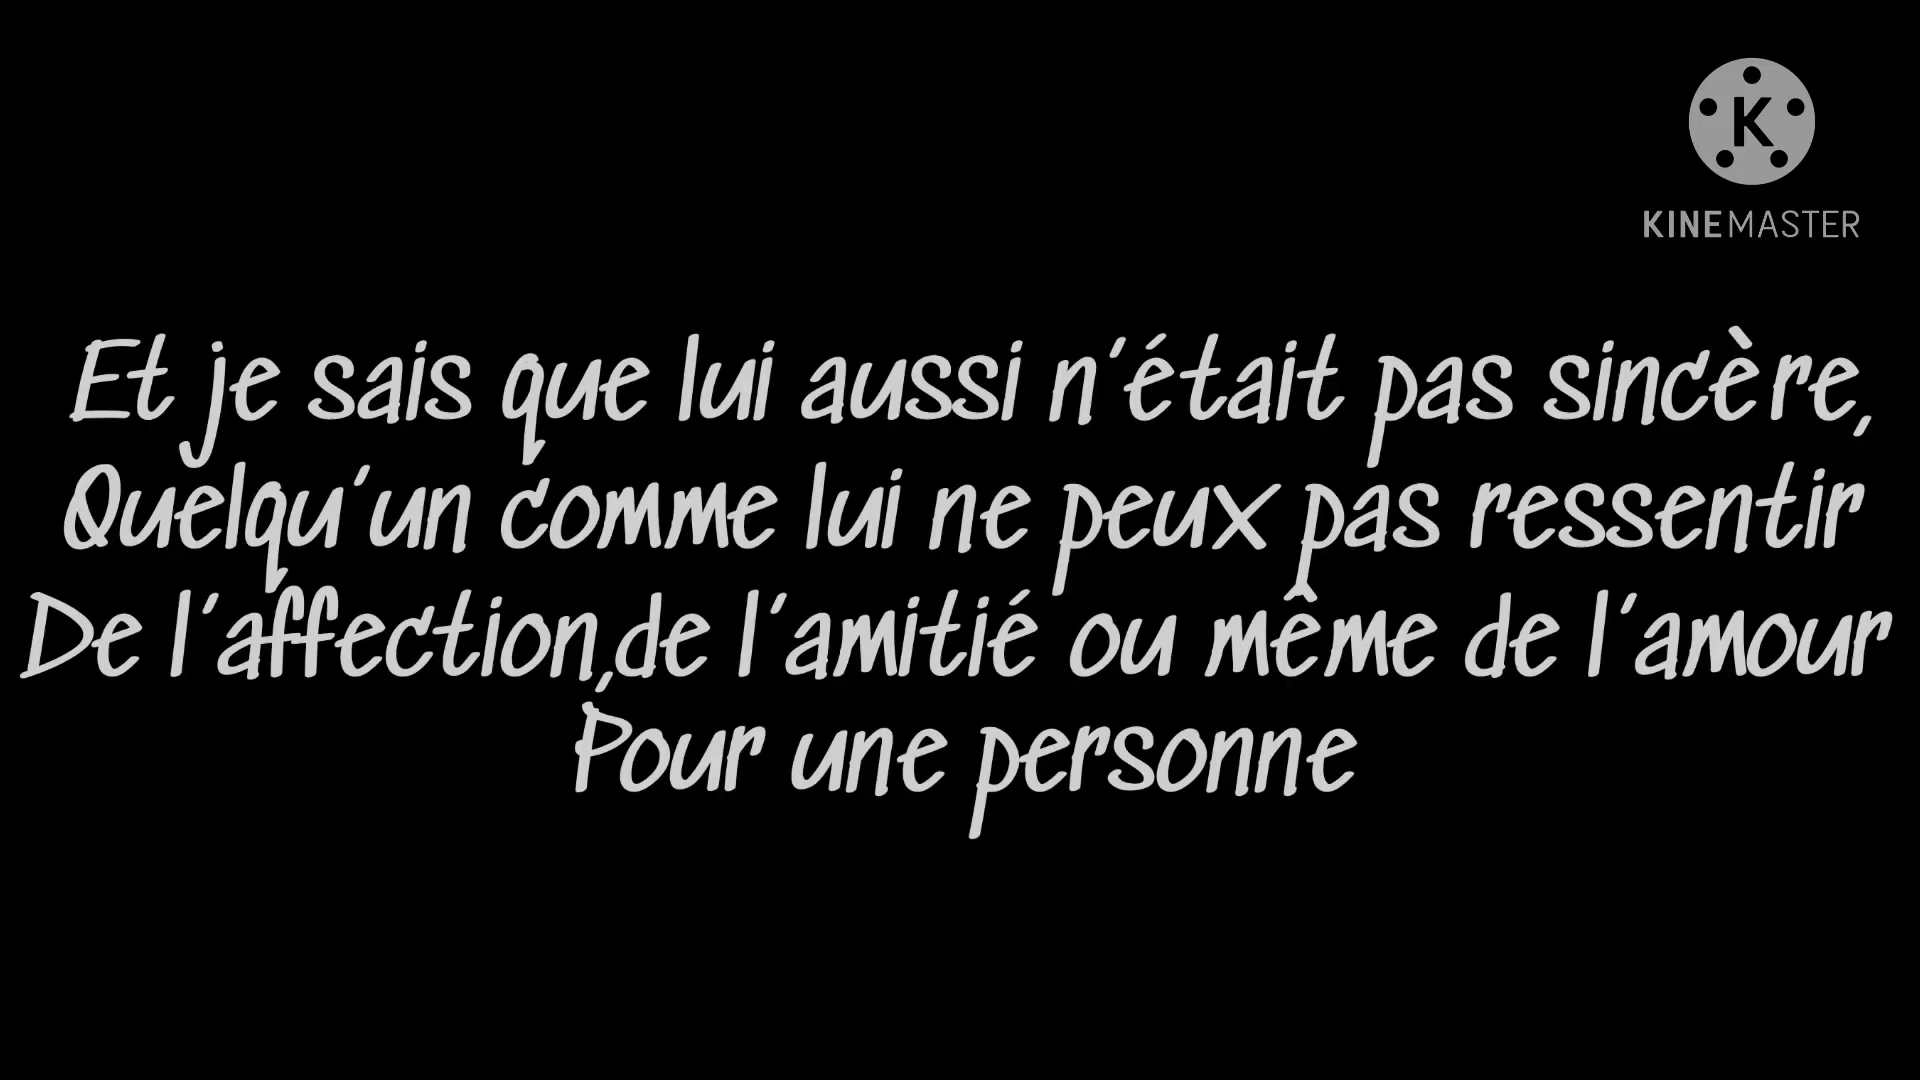 KINEMASTER
Et je sais que lui aussi n'était pas sincère,
Quelqu'un comme lui ne peux pas ressentir
De l'affection,de l'amitié ou même de l'amour
Pour une personne